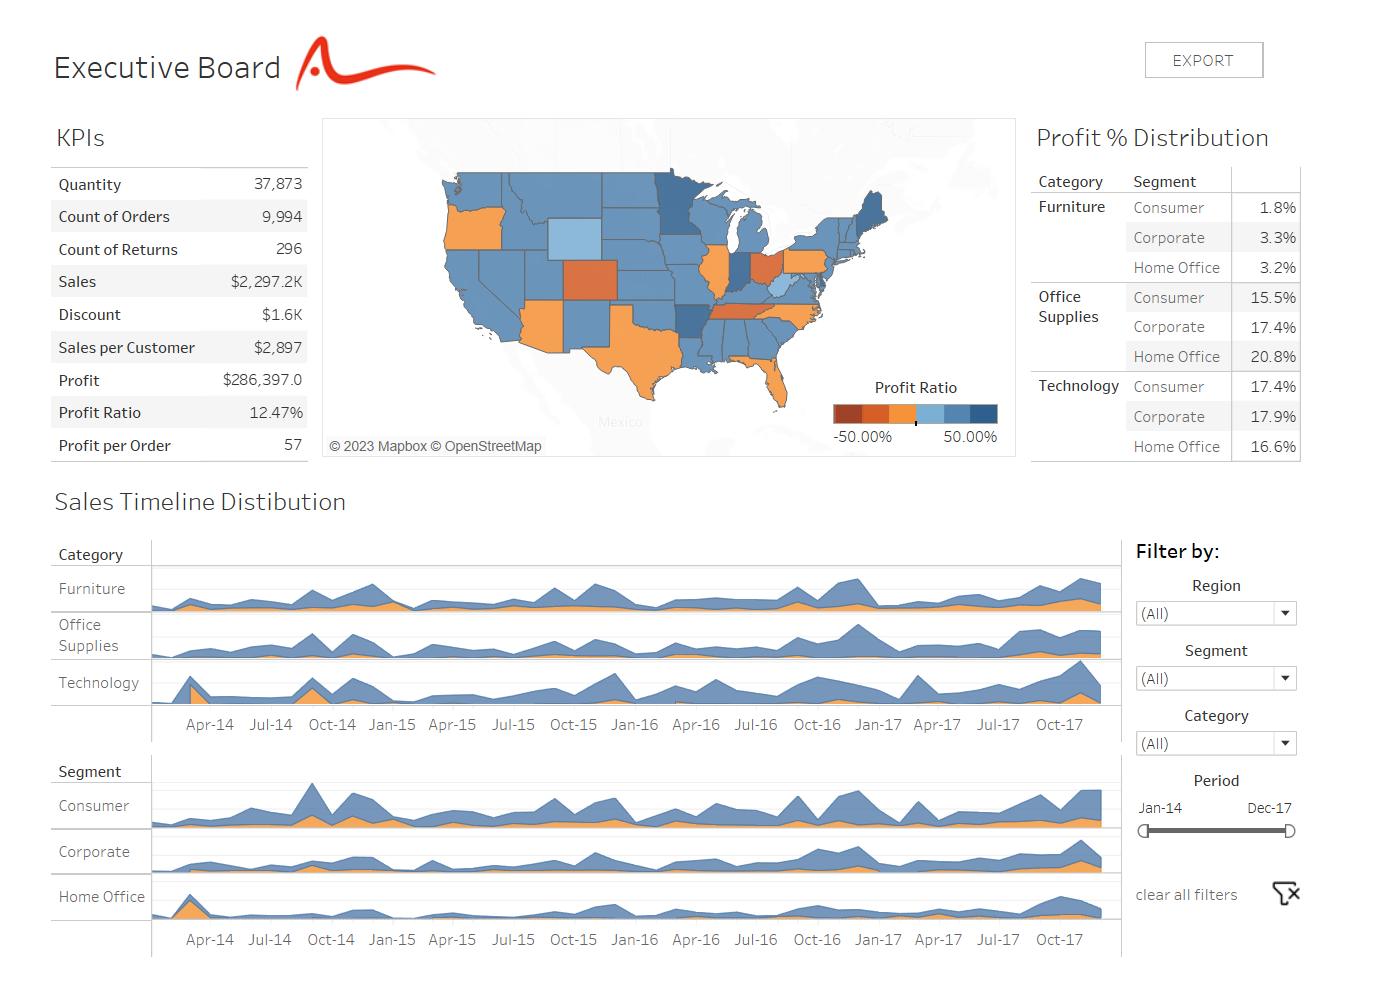 Executive Board
EXPORT
KPIs
Quantity 37,873
Count of Orders 9,994
Count of Returns 296
Sales $2,297.2K
Discount $1.6K
Sales per Customer $2,897
Profit $286,397.0
Profit Ratio 12.47%
Profit per Order 57
Mexico
© 2023 Mapbox © OpenStreetMap
Profit Ratio
-50.00% 50.00%
Profit % Distribution
Category Segment
Furniture Consumer 1.8%
Corporate 3.3%
Home Office 3.2%
Office Supplies Consumer 15.5%
Corporate 17.4%
Home Office 20.8%
Technology Consumer 17.4%
Corporate 17.9%
Home Office 16.6%
Sales Timeline Distibution
Category
Furniture
Office
Supplies
Technology
Apr-14 Jul-14 Oct-14 Jan-15 Apr-15 Jul-15 Oct-15 Jan-16 Apr-16 Jul-16 Oct-16 Jan-17 Apr-17 Jul-17 Oct-17
Segment
Consumer
Corporate
Home Office
Apr-14 Jul-14 Oct-14 Jan-15 Apr-15 Jul-15 Oct-15 Jan-16 Apr-16 Jul-16 Oct-16 Jan-17 Apr-17 Jul-17 Oct-17
Filter by:
Region
(All)
Segment
(All)
Category
(All)
Period
Jan-14 Dec-17
clear all filters